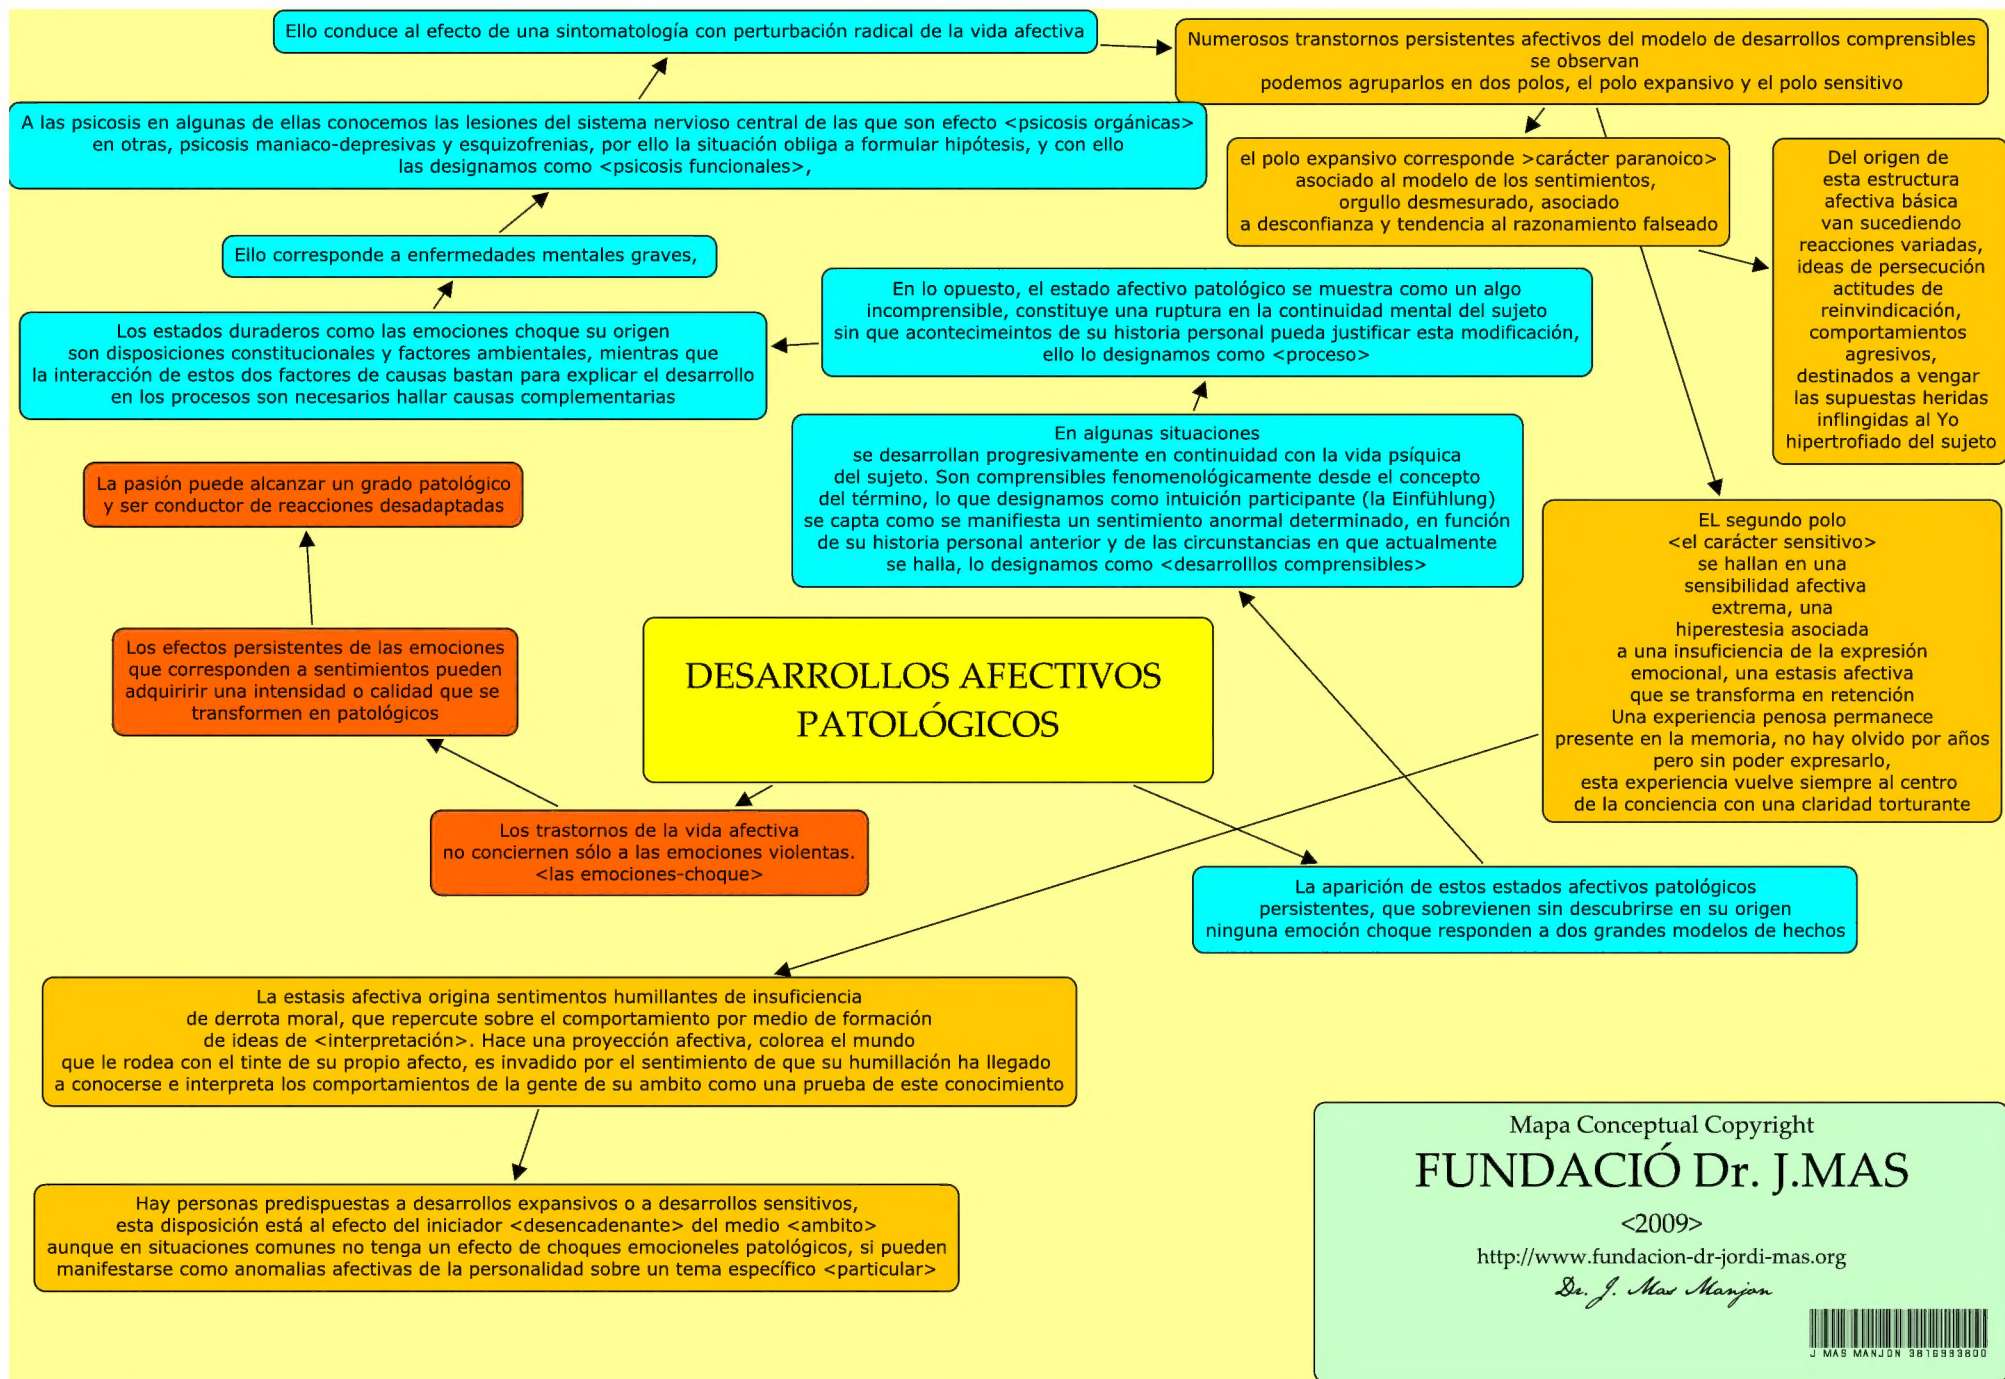 Ello conduce al efecto de una sintomatología con perturbación radical de la vida afectiva
Numerosos transtornos persistentes afectivos del modelo de desarrollos comprensibles
se observan
podemos agruparlos en dos polos, el polo expansivo y el polo sensitivo
A las psicosis en algunas de ellas conocemos las lesiones del sistema nervioso central de las que son efecto <psicosis orgánicas>
en otras, psicosis maniaco-depresivas y esquizofrenias, por ello la situación obliga a formular hipótesis, y con ello
las designamos como <psicosis funcionales>,
el polo expansivo corresponde >carácter paranoico>
asociado al modelo de los sentimientos,
orgullo desmesurado, asociado
a desconfianza y tendencia al razonamiento falseado
Del origen de
esta estructura
afectiva básica
van sucediendo
reacciones variadas,
ideas de persecución
actitudes de
reinvindicación,
comportamientos
agresivos,
destinados a vengar
las supuestas heridas
inflingidas al Yo
hipertrofiado del sujeto
Ello corresponde a enfermedades mentales graves,
En lo opuesto, el estado afectivo patológico se muestra como un algo
incomprensible, constituye una ruptura en la continuidad mental del sujeto
sin que acontecimeintos de su historia personal pueda justificar esta modificación,
ello lo designamos como <proceso>
Los estados duraderos como las emociones choque su origen
son disposiciones constitucionales y factores ambientales, mientras que
la interacción de estos dos factores de causas bastan para explicar el desarrollo
en los procesos son necesarios hallar causas complementarias
En algunas situaciones
se desarrollan progresivamente en continuidad con la vida psíquica
del sujeto. Son comprensibles fenomenológicamente desde el concepto
del término, lo que designamos como intuición participante (la Einfühlung)
se capta como se manifiesta un sentimiento anormal determinado, en función
de su historia personal anterior y de las circunstancias en que actualmente
se halla, lo designamos como <desarrolllos comprensibles>
La pasión puede alcanzar un grado patológico
y ser conductor de reacciones desadaptadas
EL segundo polo
<el carácter sensitivo>
se hallan en una
sensibilidad afectiva
extrema, una
hiperestesia asociada
a una insuficiencia de la expresión
emocional, una estasis afectiva
que se transforma en retención
Una experiencia penosa permanece
presente en la memoria, no hay olvido por años
pero sin poder expresarlo,
esta experiencia vuelve siempre al centro
de la conciencia con una claridad torturante
Los efectos persistentes de las emociones
que corresponden a sentimientos pueden
adquiririr una intensidad o calidad que se
transformen en patológicos
DESARROLLOS AFECTIVOS
PATOLÓGICOS
Los trastornos de la vida afectiva
no conciernen sólo a las emociones violentas.
<las emociones-choque>
La aparición de estos estados afectivos patológicos
persistentes, que sobrevienen sin descubrirse en su origen
ninguna emoción choque responden a dos grandes modelos de hechos
La estasis afectiva origina sentimentos humillantes de insuficiencia
de derrota moral, que repercute sobre el comportamiento por medio de formación
de ideas de <interpretación>. Hace una proyección afectiva, colorea el mundo
que le rodea con el tinte de su propio afecto, es invadido por el sentimiento de que su humillación ha llegado
a conocerse e interpreta los comportamientos de la gente de su ambito como una prueba de este conocimiento
Hay personas predispuestas a desarrollos expansivos o a desarrollos sensitivos,
esta disposición está al efecto del iniciador <desencadenante> del medio <ambito>
aunque en situaciones comunes no tenga un efecto de choques emocioneles patológicos, si pueden
manifestarse como anomalias afectivas de la personalidad sobre un tema específico <particular>
Mapa Conceptual Copyright
FUNDACIÓ Dr. J.MAS
<2009>
http://www.fundacion-dr-jordi-mas.org
Dr. J. Mas Manjon
J MAS MANJON 3816993800